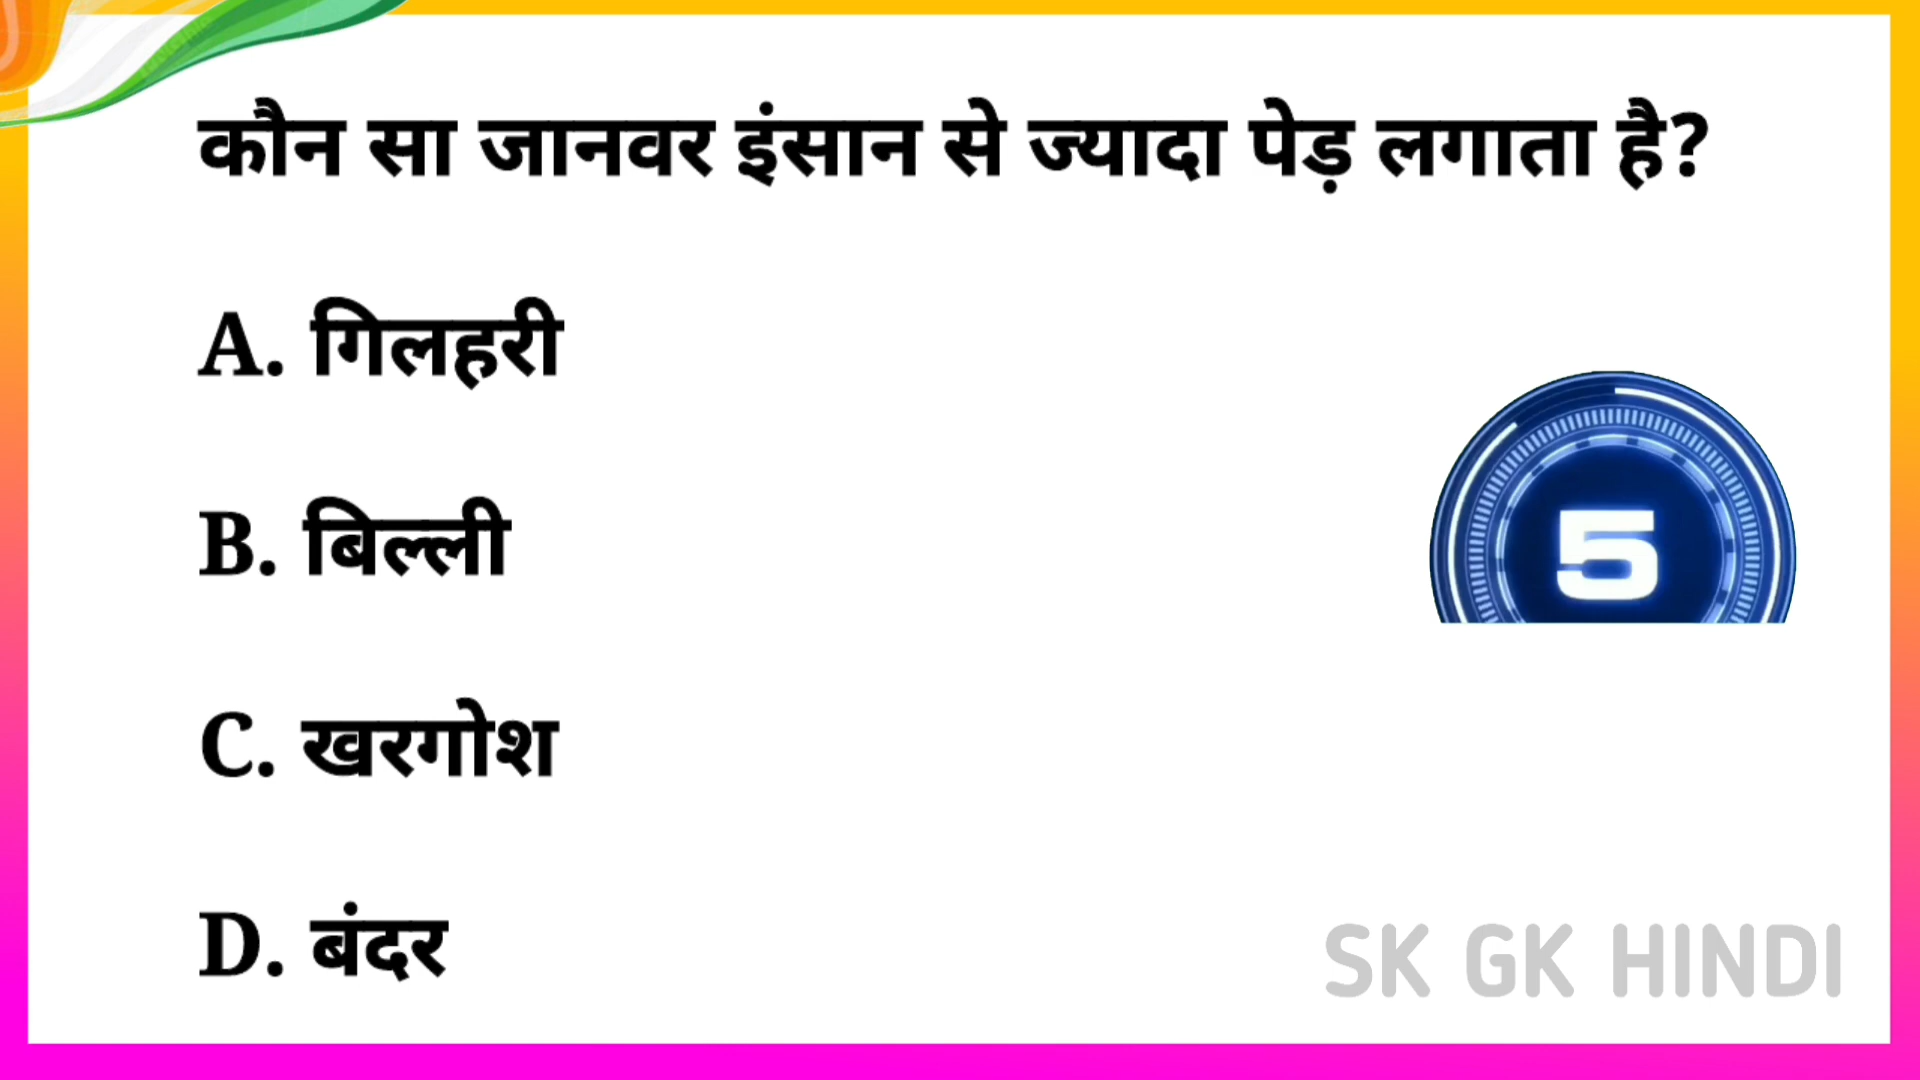 कौन सा जानवर इंसान से ज्यादा पेड़ लगाता है?
A. गिलहरी
B. बिल्ली
5
C. खरगोश
D. बंदर
SK GK HINDI